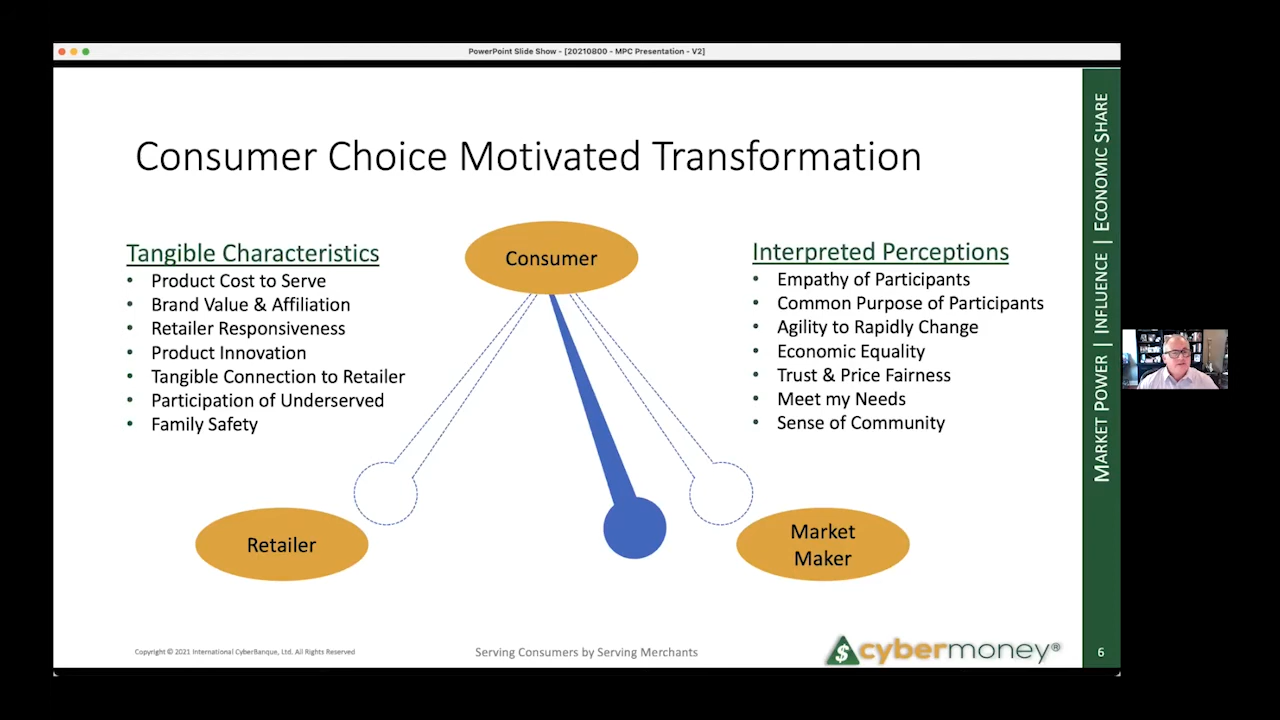 PowerPoint Slide Show - [20210800 - MPC Presentation - V2]
Consumer Choice Motivated Transformation
Tangible Characteristics
• Product Cost to Serve
• Brand Value & Affiliation
• Retailer Responsiveness
• Product Innovation
• Tangible Connection to Retailer
• Participation of Underserved
• Family Safety
Consumer
Interpreted Perceptions
• Empathy of Participants
• Common Purpose of Participants
• Agility to Rapidly Change
• Economic Equality
• Trust & Price Fairness
• Meet my Needs
• Sense of Community
Retailer
Market
Maker
MARKET POWER | INFLUENCE | ECONOMIC SHARE
Copyright © 2021 International CyberBanque, Ltd. All Rights Reserved
Serving Consumers by Serving Merchants
$ cybermoney®
6